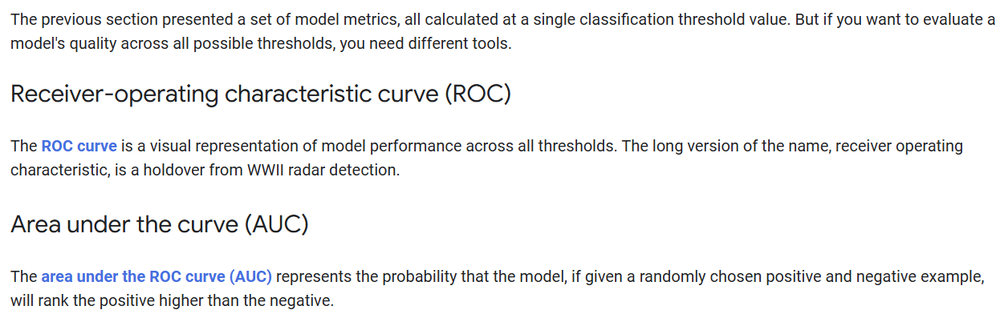 The previous section presented a set of model metrics, all calculated at a single classification threshold value. But if you want to evaluate a
model's quality across all possible thresholds, you need different tools.
Receiver-operating characteristic curve (ROC)
The ROC curve is a visual representation of model performance across all thresholds. The long version of the name, receiver operating
characteristic, is a holdover from WWII radar detection.
Area under the curve (AUC)
The area under the ROC curve (AUC) represents the probability that the model, if given a randomly chosen positive and negative example,
will rank the positive higher than the negative.